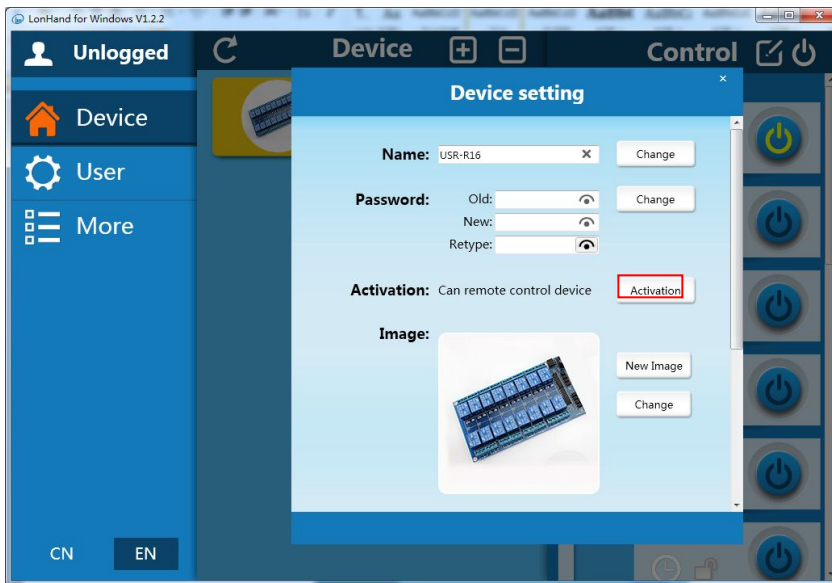 LonHand for Windows V1.2.2
Unlogged
Device
Control
Device
User
More
CN
EN
Device setting
Name:
USR-R16
Change
Password:
Old:
Change
New:
Retype:
Activation:
Can remote control device
Activation
Image:
New Image
Change